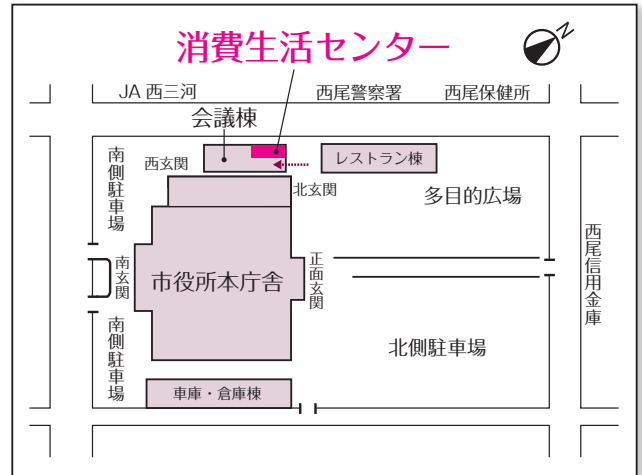 消費生活センター
N
JA 西三河
西尾警察署
西尾保健所
会議棟
南側駐車場
西玄関
レストラン棟
北玄関
多目的広場
南玄関
市役所本庁舎
正面玄関
西尾信用金庫
南側駐車場
北側駐車場
車庫・倉庫棟